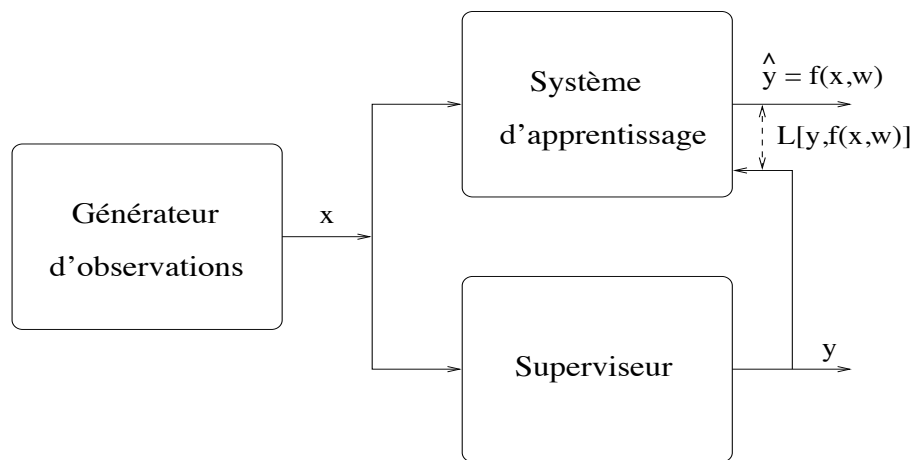 Système
d'apprentissage
ŷ = f(x,w)
L[y,f(x,w)]
Générateur
d'observations
x
Superviseur
y